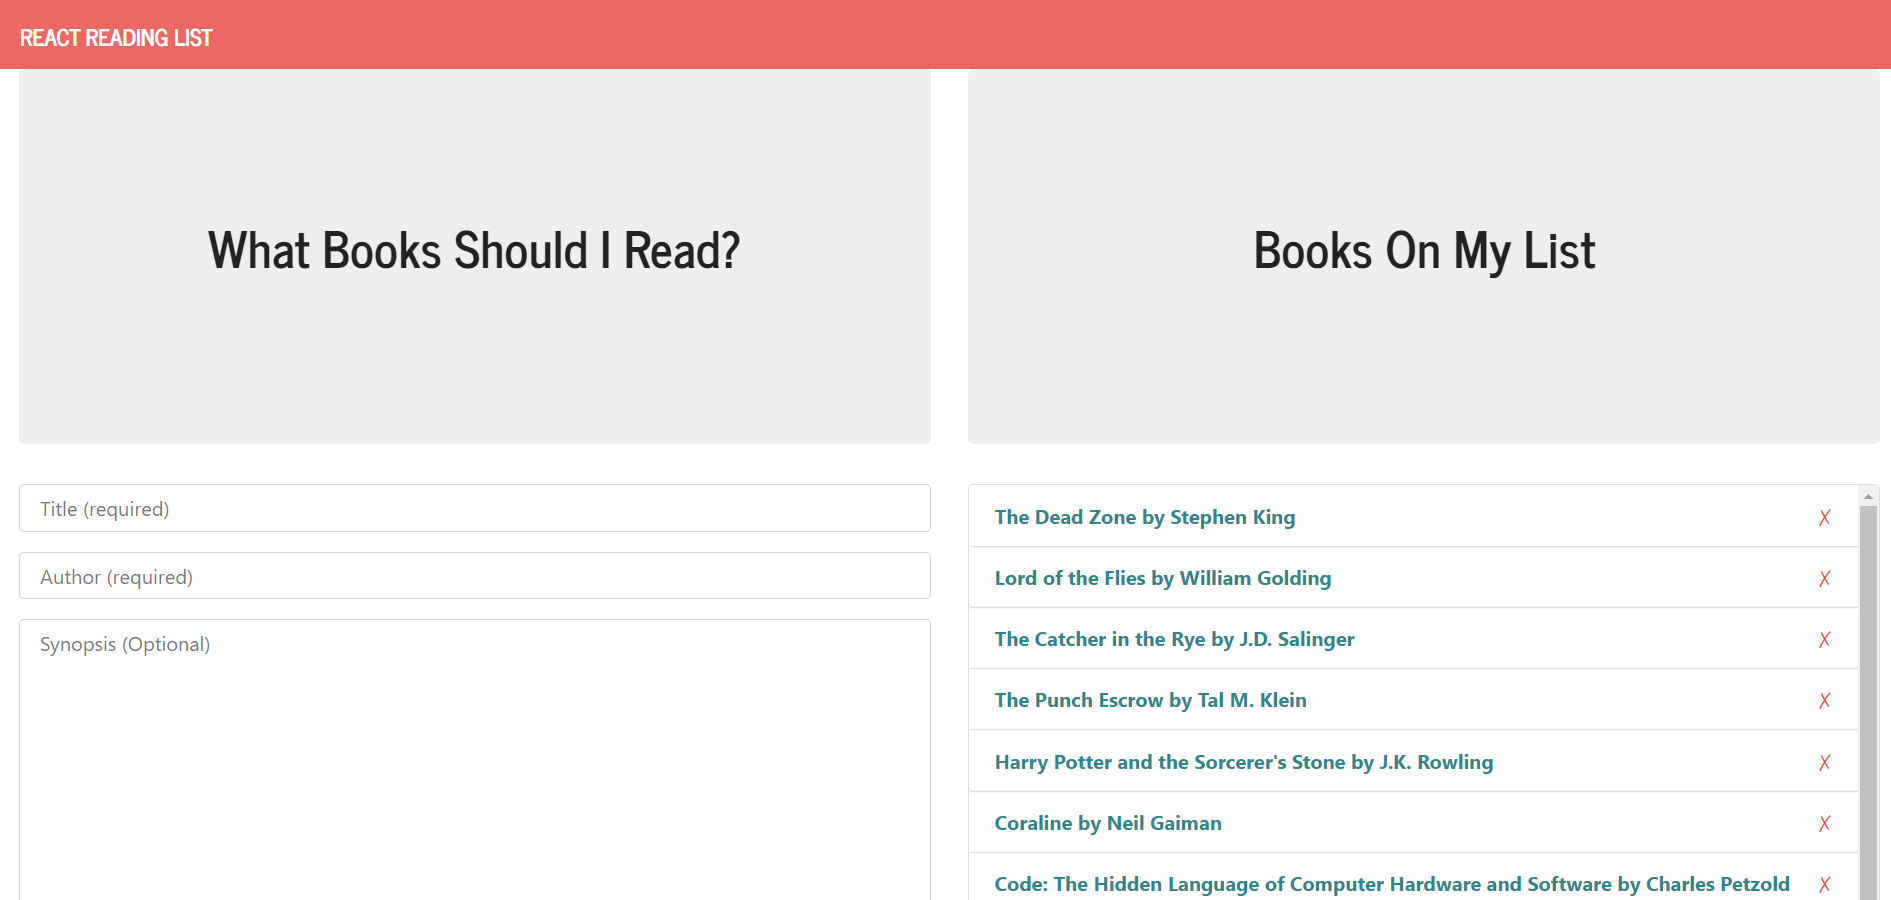 REACT READING LIST
What Books Should I Read?
Title (required)
Author (required)
Synopsis (Optional)
Books On My List
The Dead Zone by Stephen King ✗
Lord of the Flies by William Golding ✗
The Catcher in the Rye by J.D. Salinger ✗
The Punch Escrow by Tal M. Klein ✗
Harry Potter and the Sorcerer's Stone by J.K. Rowling ✗
Coraline by Neil Gaiman ✗
Code: The Hidden Language of Computer Hardware and Software by Charles Petzold ✗